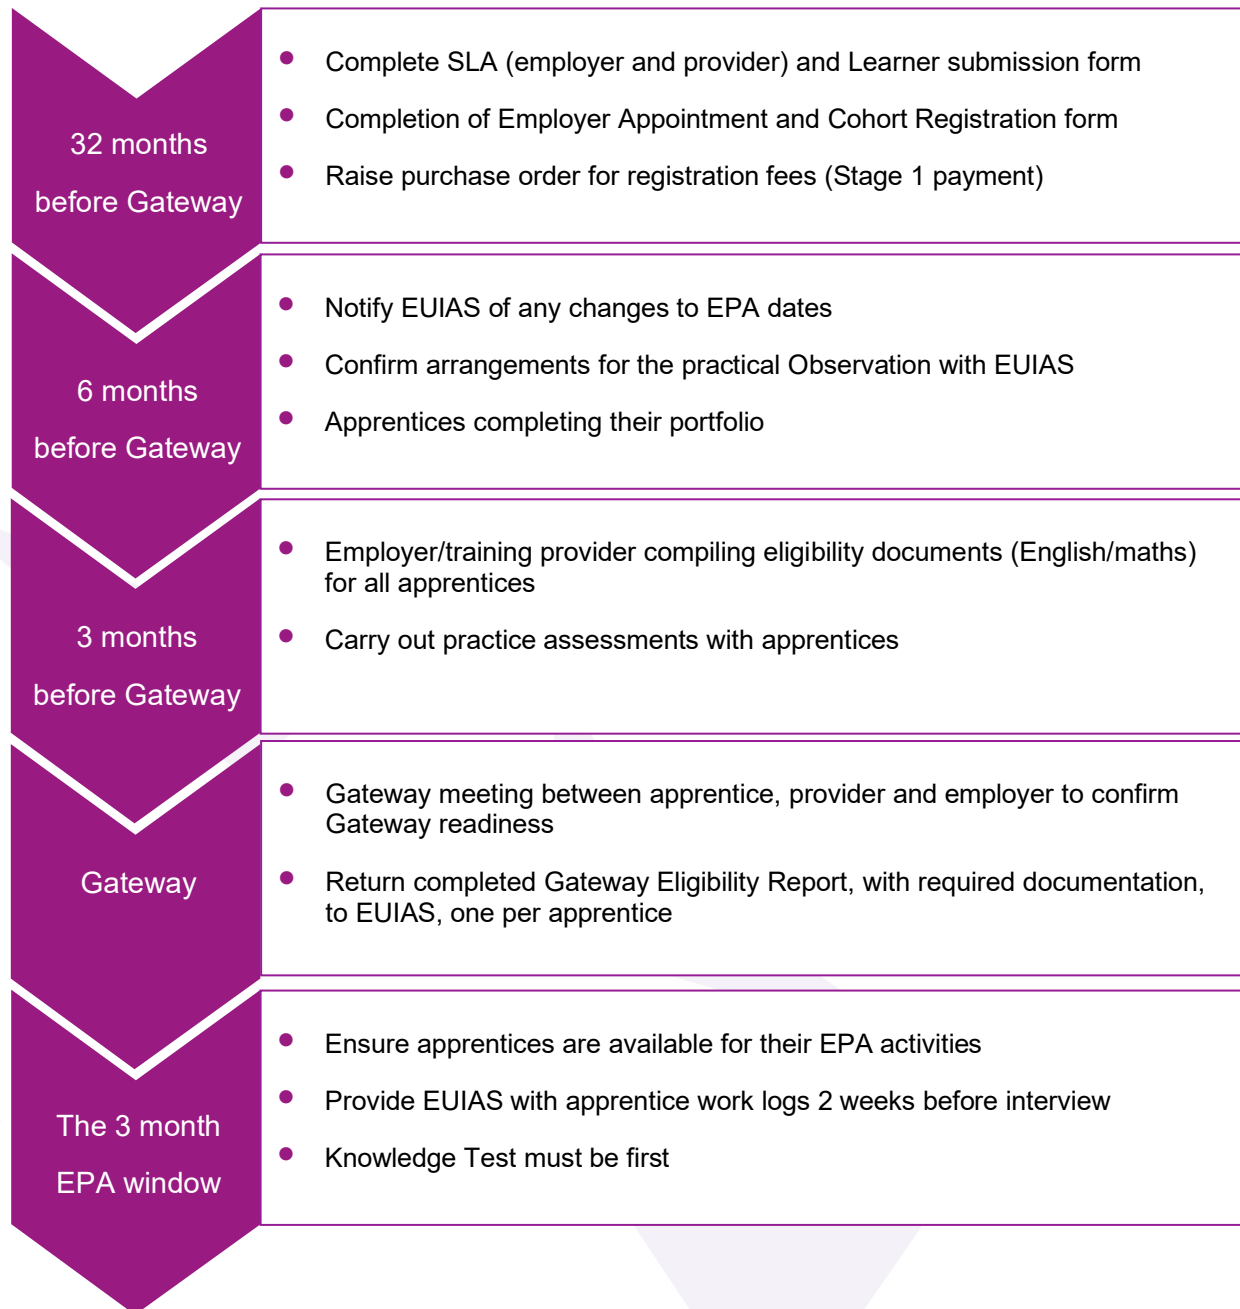 32 months
before Gateway
• Complete SLA (employer and provider) and Learner submission form
• Completion of Employer Appointment and Cohort Registration form
• Raise purchase order for registration fees (Stage 1 payment)
6 months
before Gateway
• Notify EUIAS of any changes to EPA dates
• Confirm arrangements for the practical Observation with EUIAS
• Apprentices completing their portfolio
3 months
before Gateway
• Employer/training provider compiling eligibility documents (English/maths)
for all apprentices
• Carry out practice assessments with apprentices
Gateway
• Gateway meeting between apprentice, provider and employer to confirm
Gateway readiness
• Return completed Gateway Eligibility Report, with required documentation,
to EUIAS, one per apprentice
The 3 month
EPA window
• Ensure apprentices are available for their EPA activities
• Provide EUIAS with apprentice work logs 2 weeks before interview
• Knowledge Test must be first